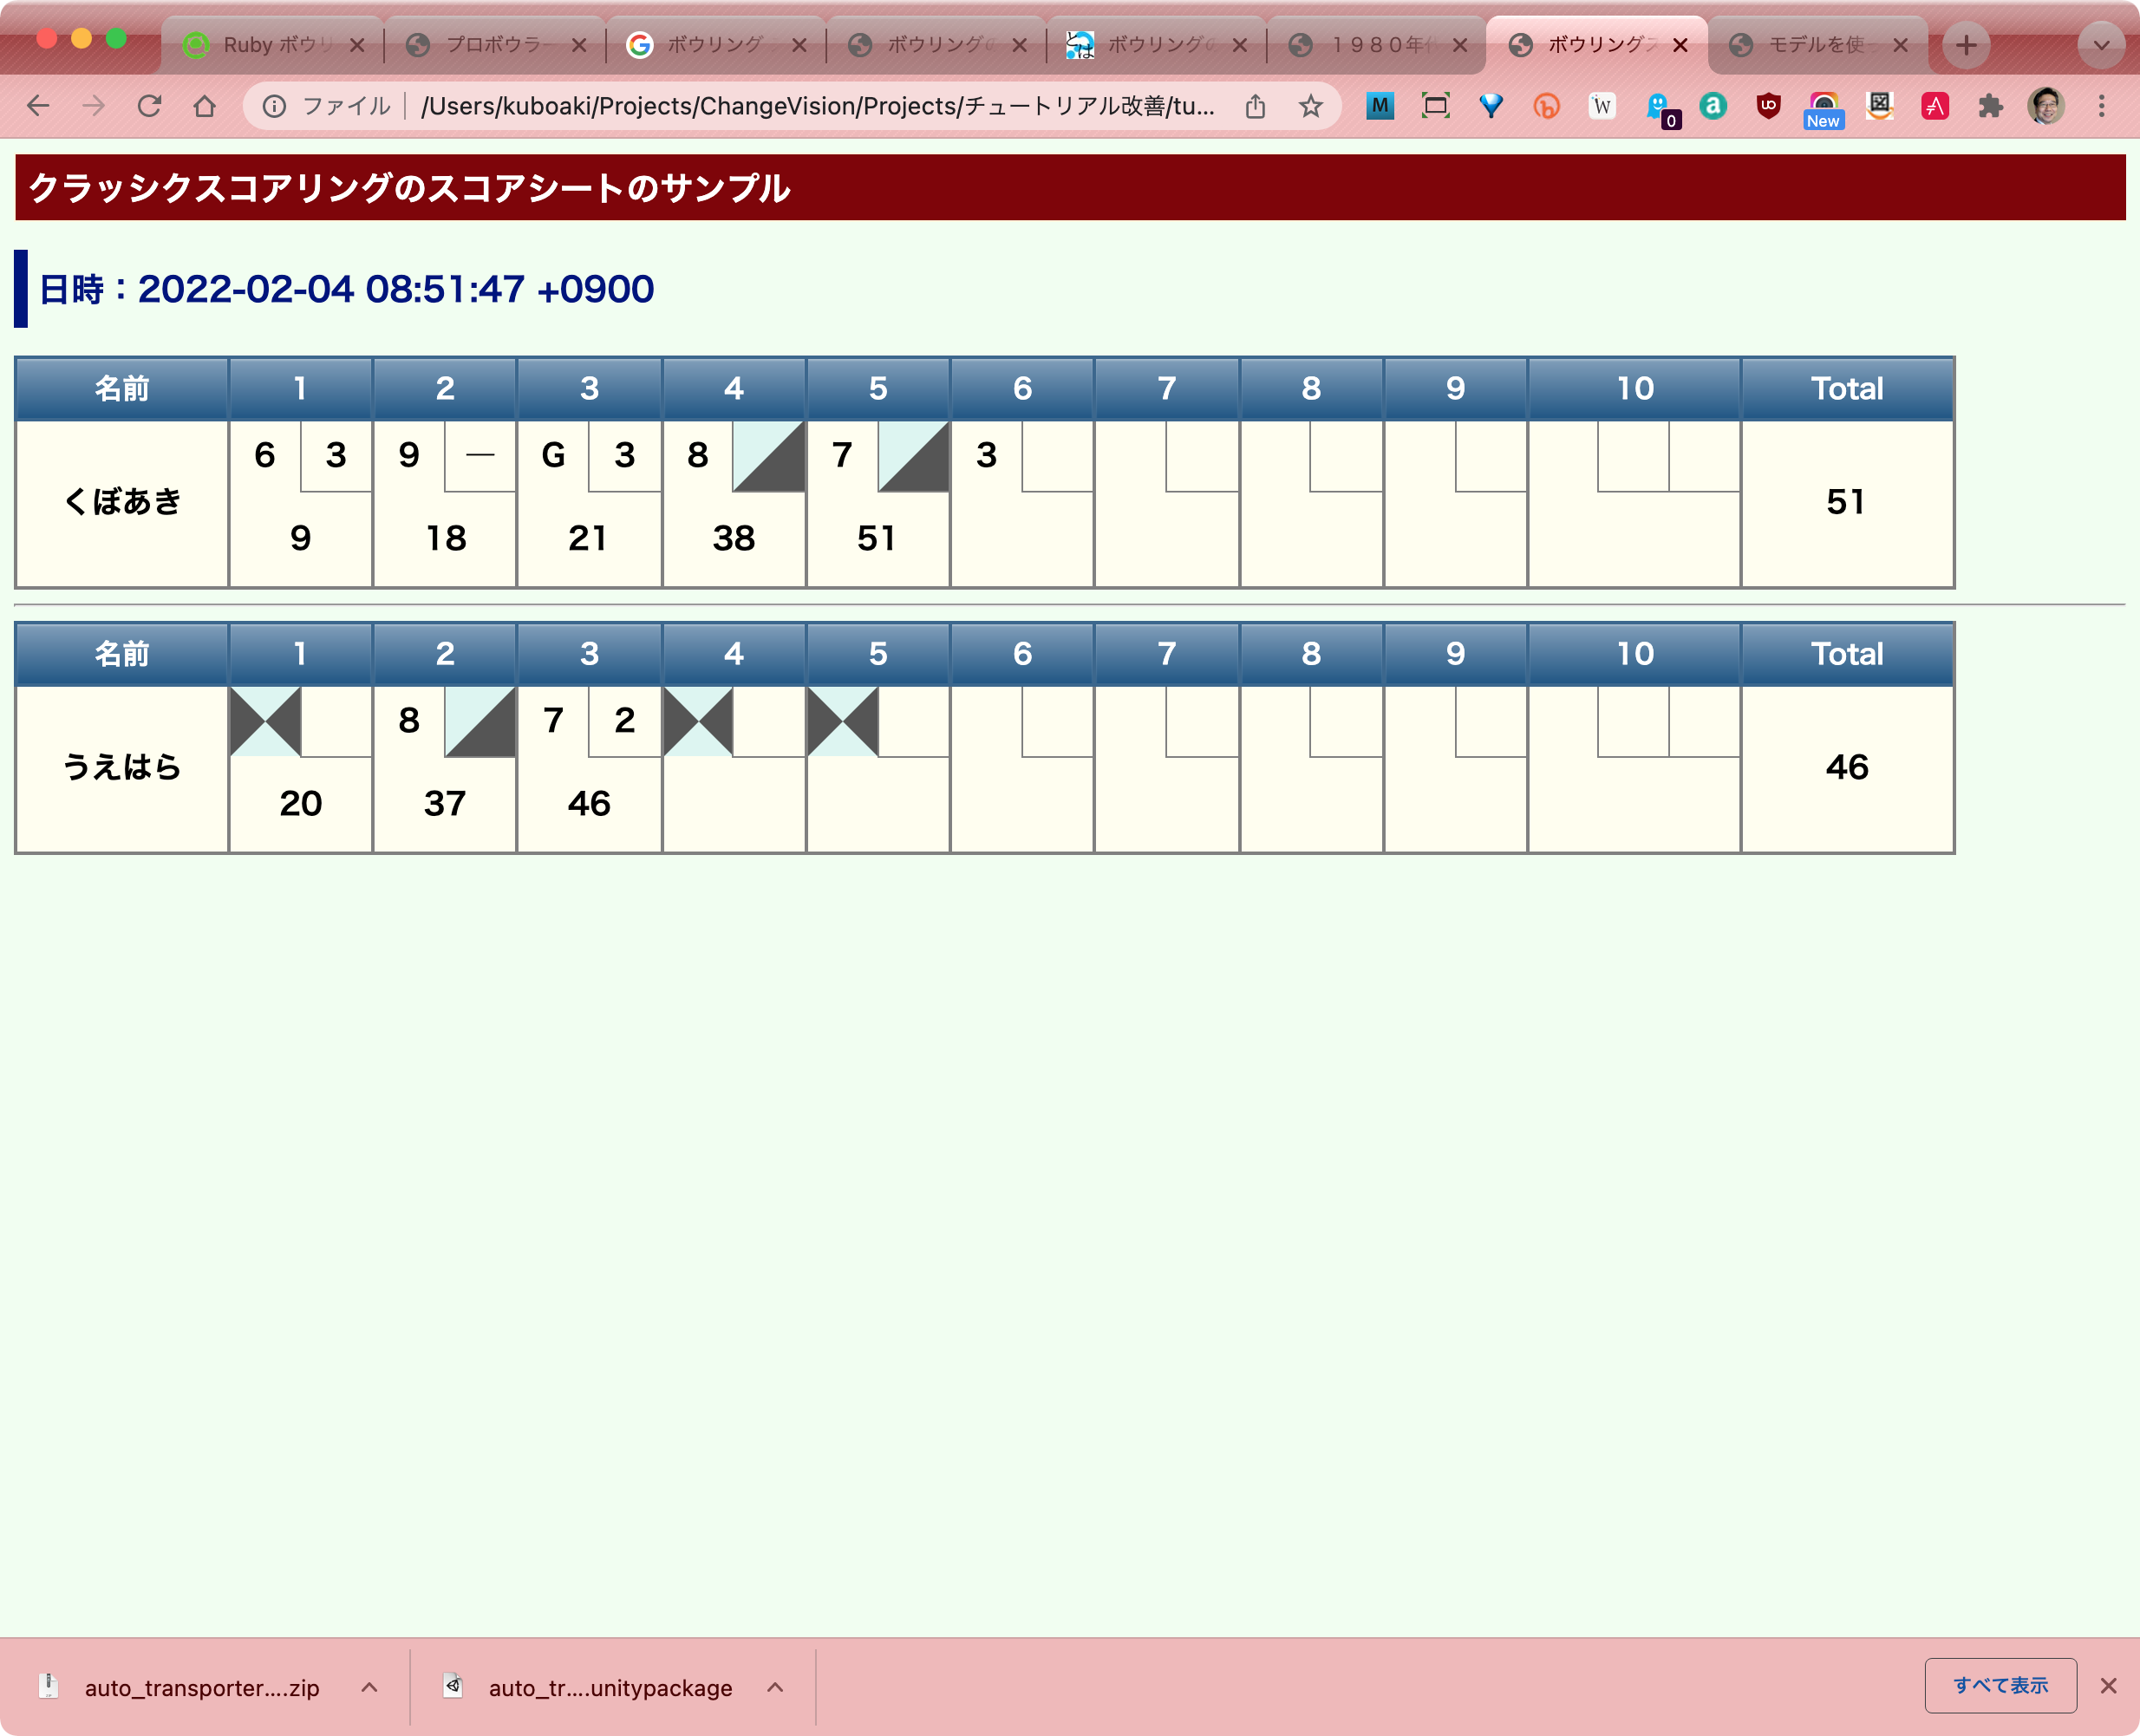 Ruby ボウリ
プロボウラ
ボウリング
ボウリングの
ボウリングの
１９８０年代
ボウリングス
モデルを使っ
ファイル /Users/kuboaki/Projects/ChangeVision/Projects/チュートリアル改善/tu...
0
New
クラッシクスコアリングのスコアシートのサンプル
日時：2022-02-04 08:51:47 +0900
名前 1 2 3 4 5 6 7 8 9 10 Total
6 3 9 — G 3 8 7 3
くぼあき 51
9 18 21 38 51
名前 1 2 3 4 5 6 7 8 9 10 Total
8 7 2
うえはら 46
20 37 46
auto_transporter....zip
auto_tr....unitypackage
すべて表示